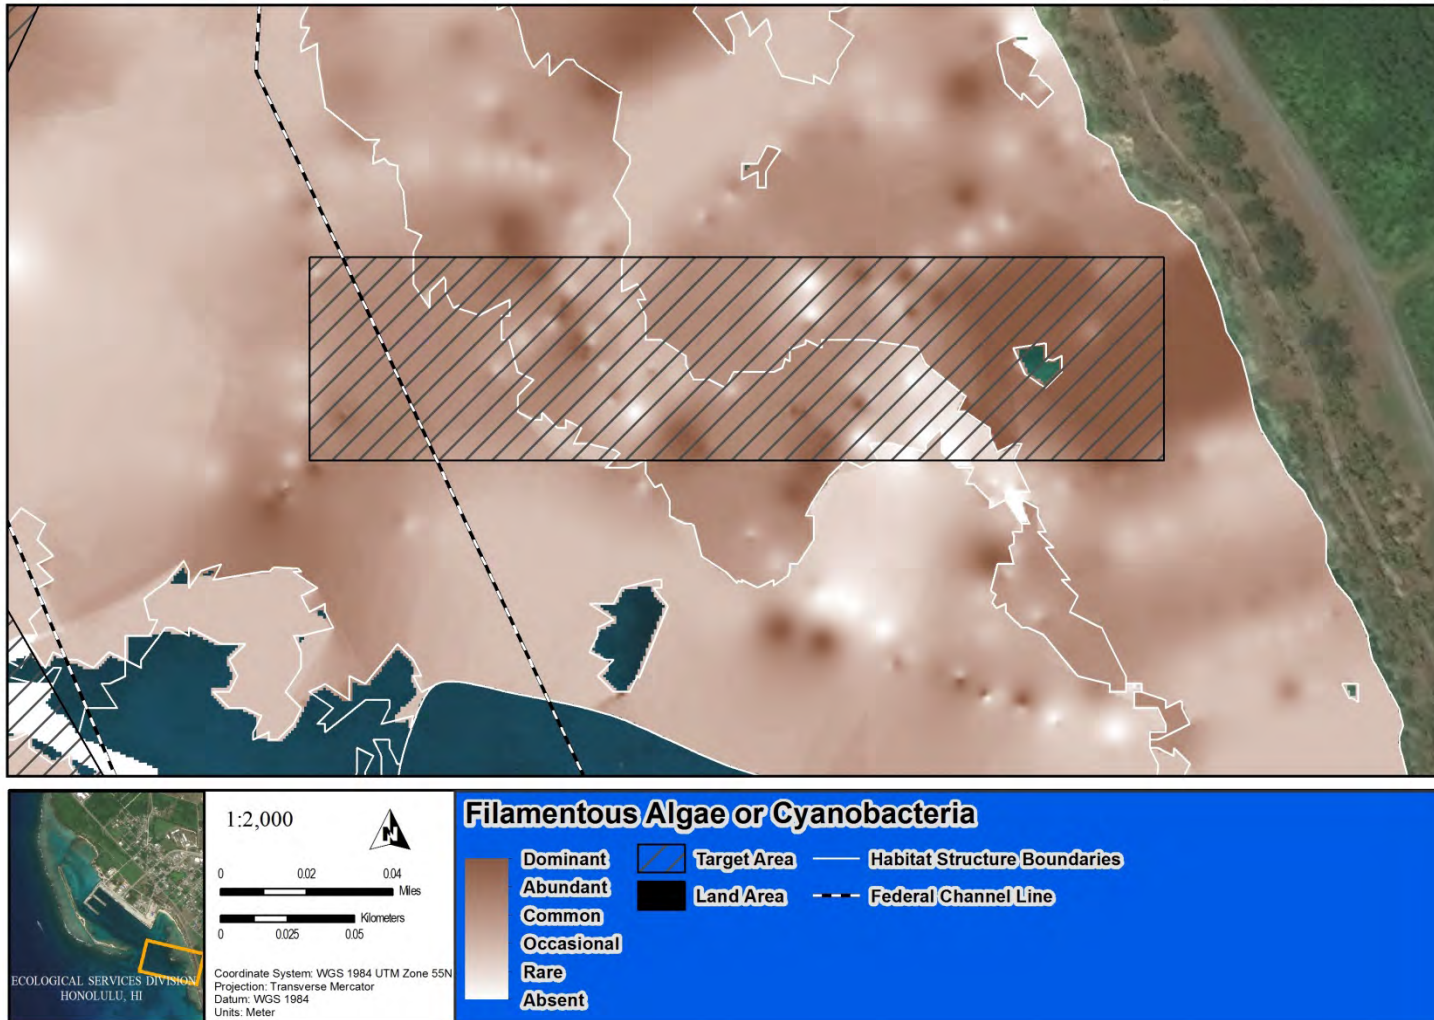 ECOLOGICAL SERVICES DIVISION
HONOLULU, HI
1:2,000
N
0 0.02 0.04
Miles
Kilometers
0 0.025 0.05
Coordinate System: WGS 1984 UTM Zone 55N
Projection: Transverse Mercator
Datum: WGS 1984
Units: Meter
Filamentous Algae or Cyanobacteria
Dominant
Abundant
Common
Occasional
Rare
Absent
Target Area
Land Area
Habitat Structure Boundaries
Federal Channel Line